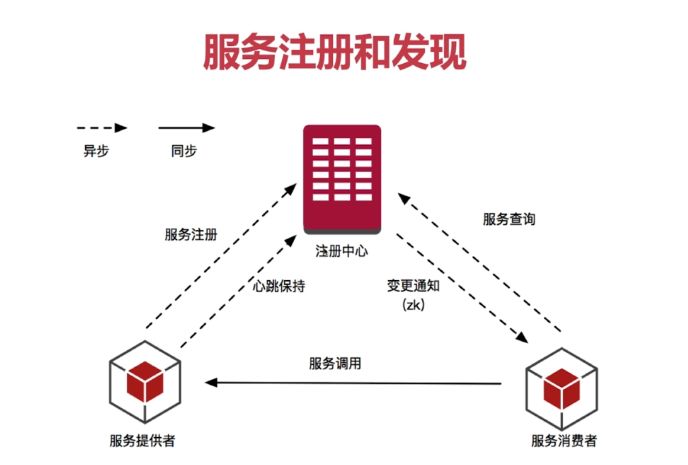 服务注册和发现
异步
同步
服务注册
服务查询
注册中心
心跳保持
变更通知
(zk)
服务调用
服务提供者
服务消费者